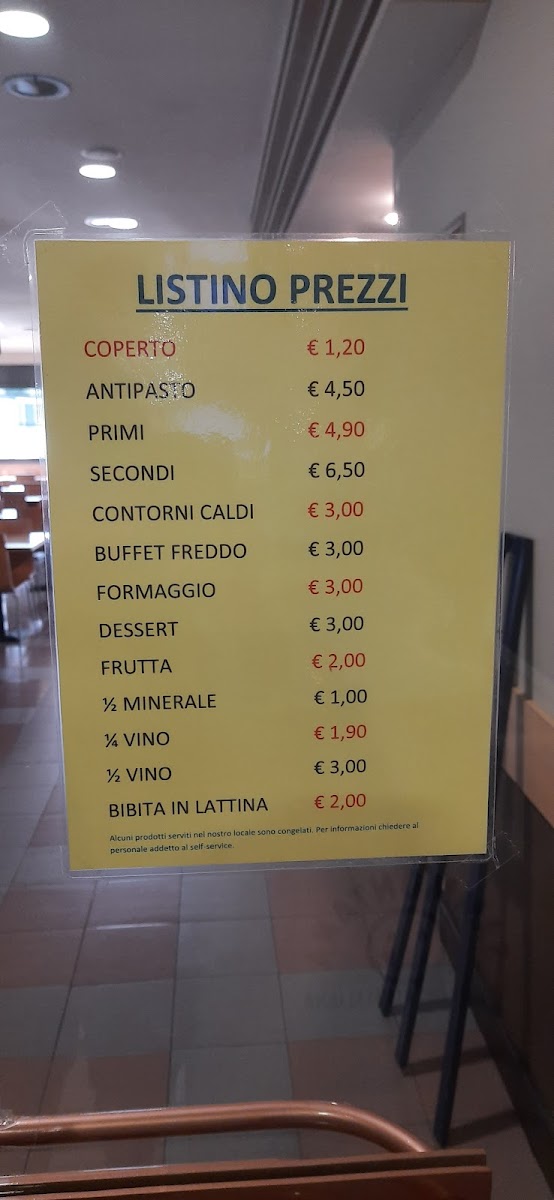 LISTINO PREZZI
COPERTO € 1,20
ANTIPASTO € 4,50
PRIMI € 4,90
SECONDI € 6,50
CONTORNI CALDI € 3,00
BUFFET FREDDO € 3,00
FORMAGGIO € 3,00
DESSERT € 3,00
FRUTTA € 2,00
½ MINERALE € 1,00
¼ VINO € 1,90
½ VINO € 3,00
BIBITA IN LATTINA € 2,00
Alcuni prodotti serviti nel nostro locale sono congelati. Per informazioni chiedere al
personale addetto al self-service.